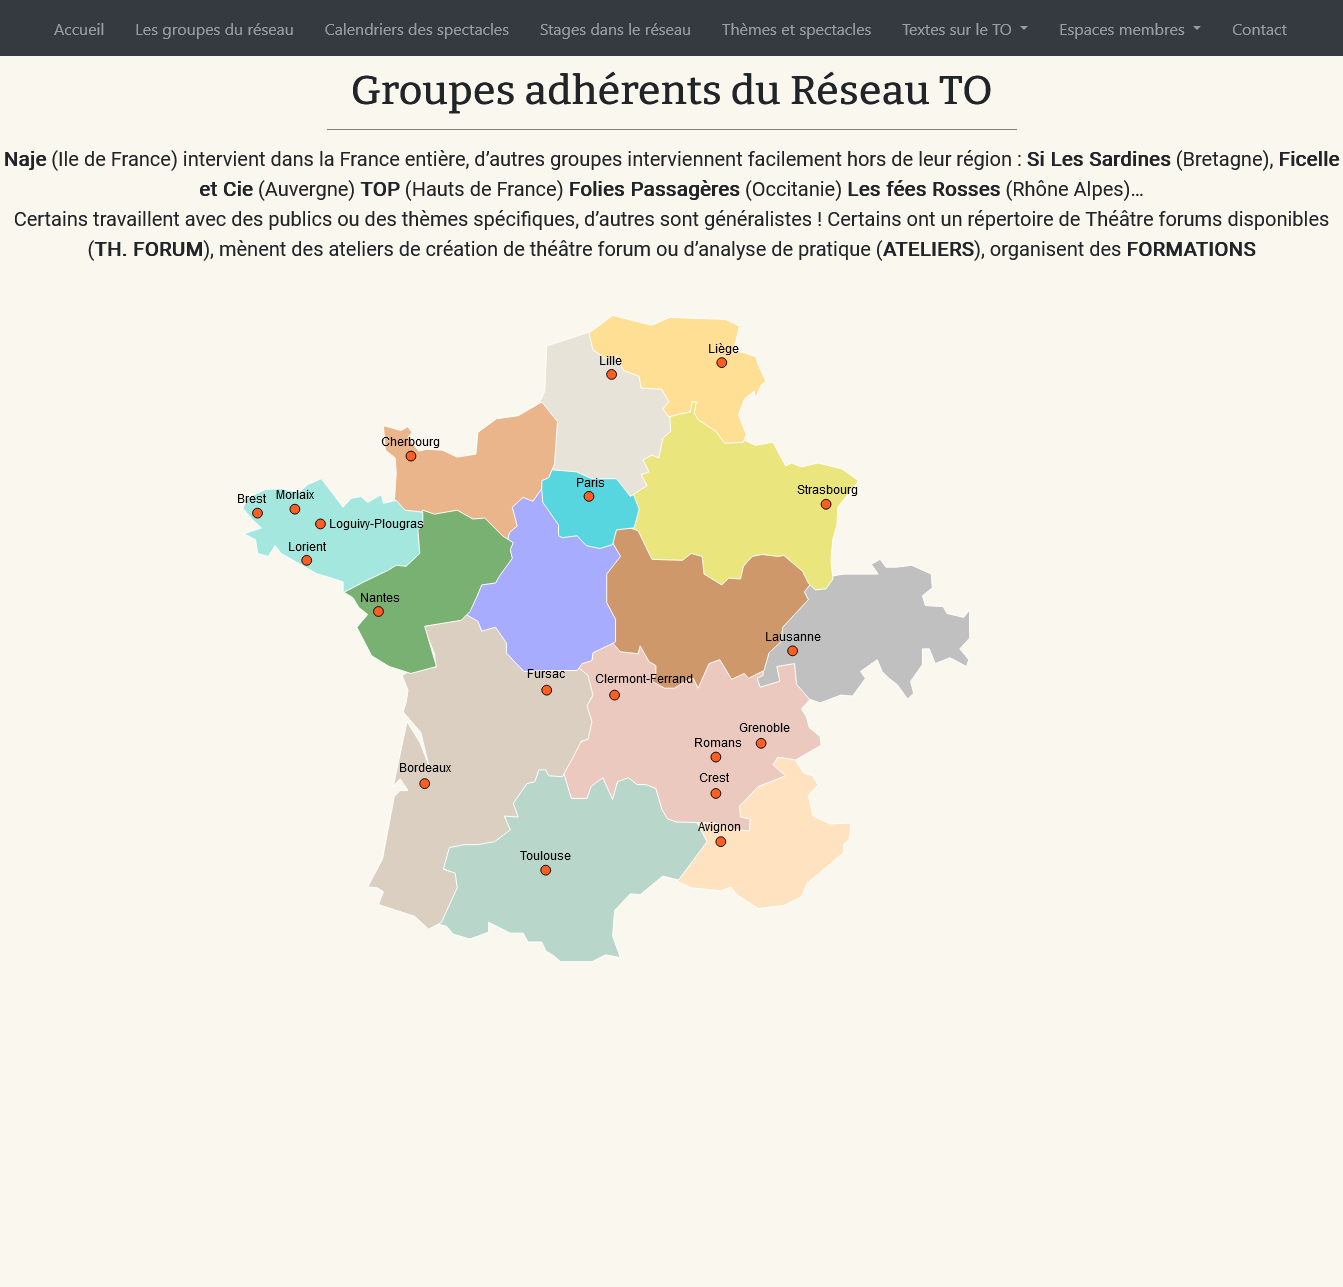 Accueil Les groupes du réseau Calendriers des spectacles Stages dans le réseau Thèmes et spectacles Textes sur le TO Espaces membres Contact
Groupes adhérents du Réseau TO
Naje (Ile de France) intervient dans la France entière, d’autres groupes interviennent facilement hors de leur région : Si Les Sardines (Bretagne), Ficelle
et Cie (Auvergne) TOP (Hauts de France) Folies Passagères (Occitanie) Les fées Rosses (Rhône Alpes)…
Certains travaillent avec des publics ou des thèmes spécifiques, d’autres sont généralistes ! Certains ont un répertoire de Théâtre forums disponibles
(TH. FORUM), mènent des ateliers de création de théâtre forum ou d’analyse de pratique (ATELIERS), organisent des FORMATIONS
Liège
Lille
Cherbourg
Paris
Strasbourg
Brest
Morlaix
Loguivy-Plougras
Lorient
Nantes
Lausanne
Fursac
Clermont-Ferrand
Grenoble
Romans
Bordeaux
Crest
Avignon
Toulouse